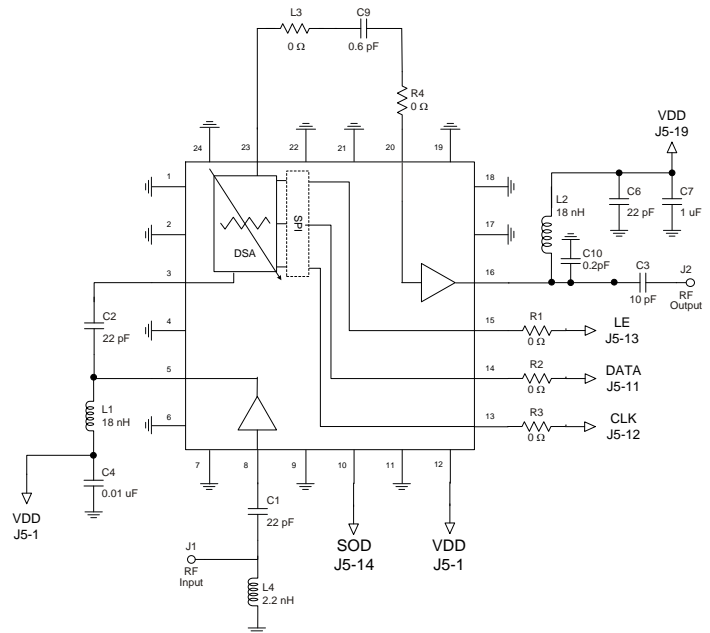 L3
0 Ω
C9
0.6 pF
R4
0 Ω
24
23
22
21
20
19
VDD
J5-19
1
18
L2
18 nH
C6
22 pF
C7
1 uF
SPI
2
17
DSA
C10
0.2pF
3
16
C3
10 pF
J2
RF
Output
C2
22 pF
4
15
R1
0 Ω
LE
J5-13
5
14
R2
0 Ω
DATA
J5-11
L1
18 nH
6
13
R3
0 Ω
CLK
J5-12
7
8
9
10
11
12
C4
0.01 uF
VDD
J5-1
C1
22 pF
SOD
J5-14
VDD
J5-1
J1
RF
Input
L4
2.2 nH